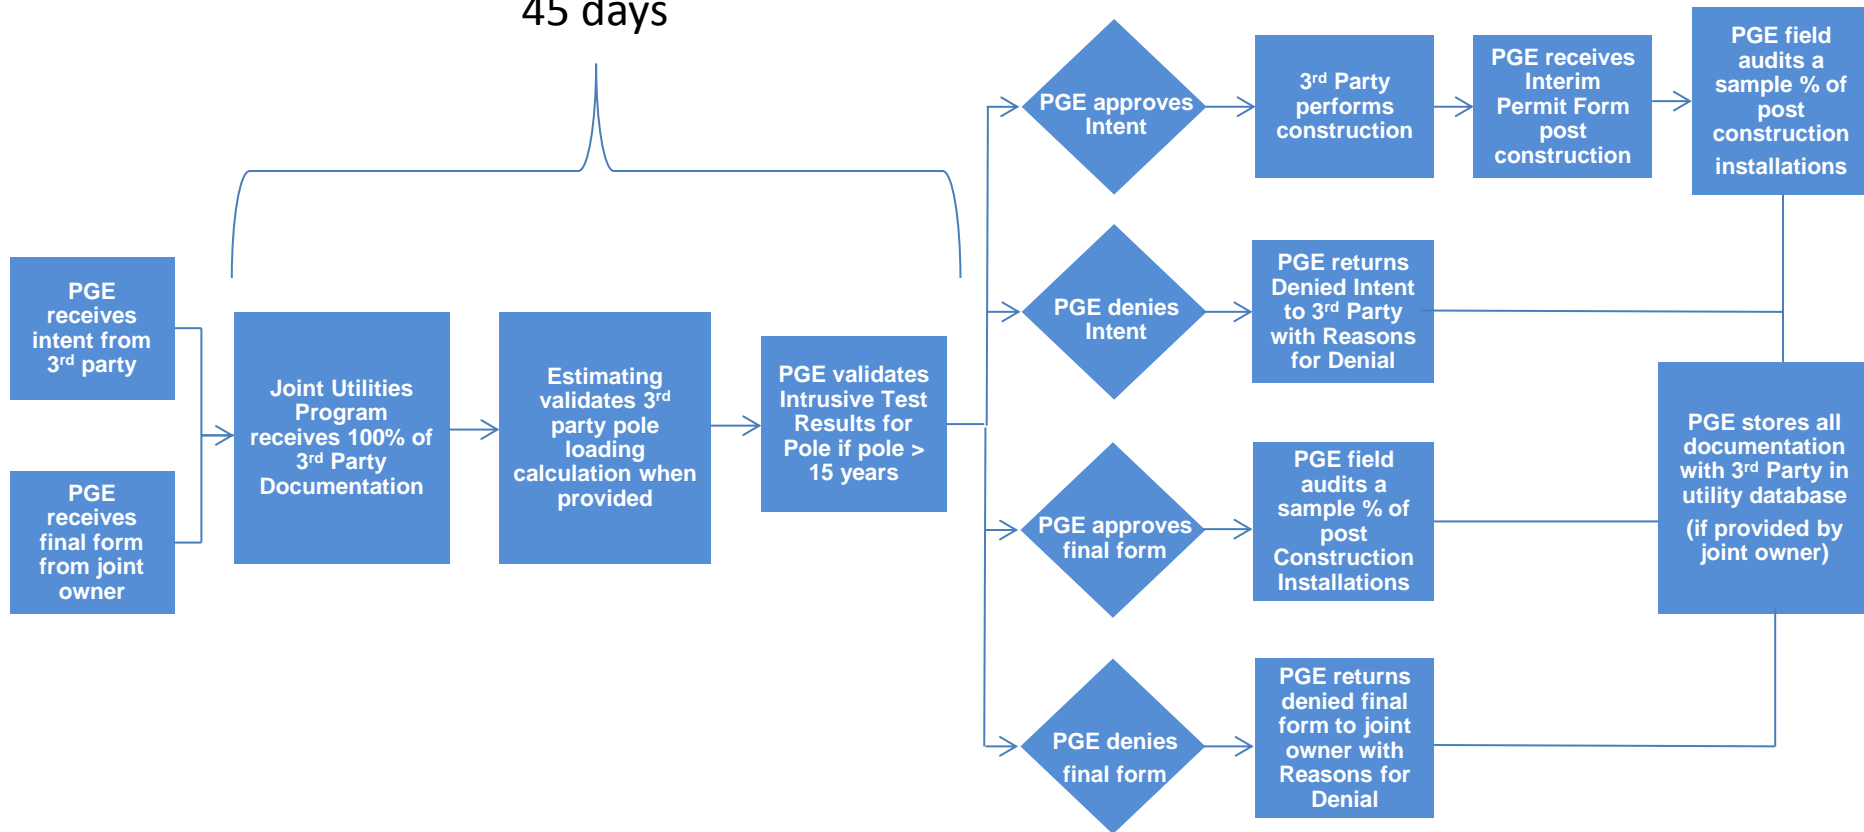 45 days
PGE
receives
intent from
3rd party
PGE
receives
final form
from joint
owner
Joint Utilities
Program
receives 100% of
3rd Party
Documentation
Estimating
validates 3rd
party pole
loading
calculation when
provided
PGE validates
Intrusive Test
Results for
Pole if pole >
15 years
PGE approves
Intent
3rd Party
performs
construction
PGE receives
Interim
Permit Form
post
construction
PGE field
audits a
sample % of
post
construction
installations
PGE denies
Intent
PGE returns
Denied Intent
to 3rd Party
with Reasons
for Denial
PGE approves
final form
PGE field
audits a
sample % of
post
Construction
Installations
PGE denies
final form
PGE returns
denied final
form to joint
owner with
Reasons for
Denial
PGE stores all
documentation
with 3rd Party in
utility database
(if provided by
joint owner)